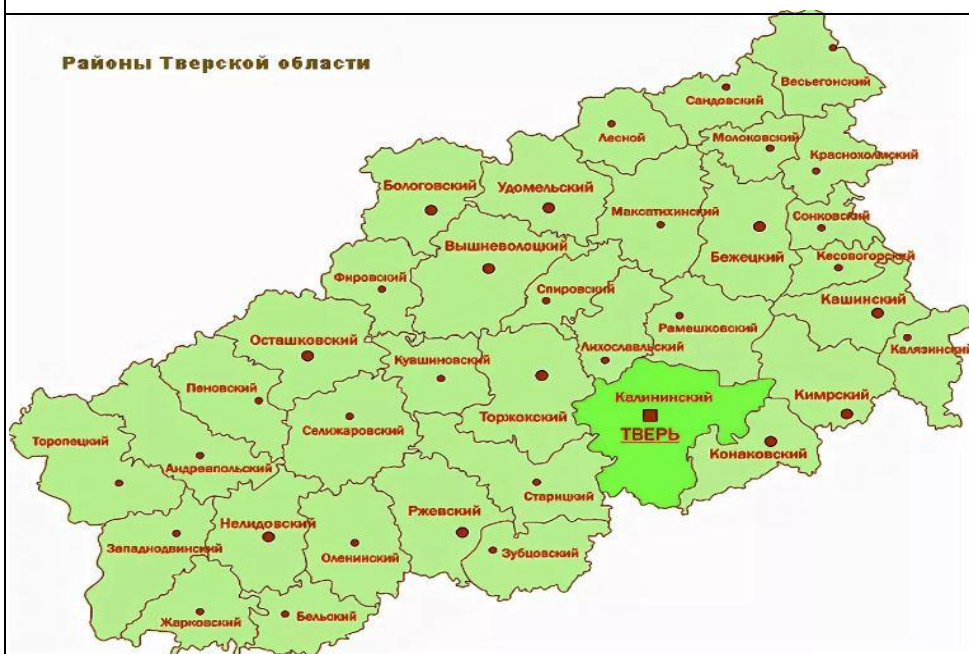 Районы Тверской области
Весьегонский
Сандовский
Лесной
Молоковский
Краснохолмский
Бологовский
Удомельский
Максатихинский
Сонковский
Вышневолоцкий
Бежецкий
Кесовогорский
Фировский
Спировский
Кашинский
Рамешковский
Осташковский
Лихославльский
Калязинский
Кувшиновский
Пеновский
Калининский
Кимрский
Торжокский
Селижаровский
ТВЕРЬ
Торопецкий
Конаковский
Андреапольский
Старицкий
Ржевский
Нелидовский
Западнодвинский
Оленинский
Зубцовский
Бельский
Жарковский